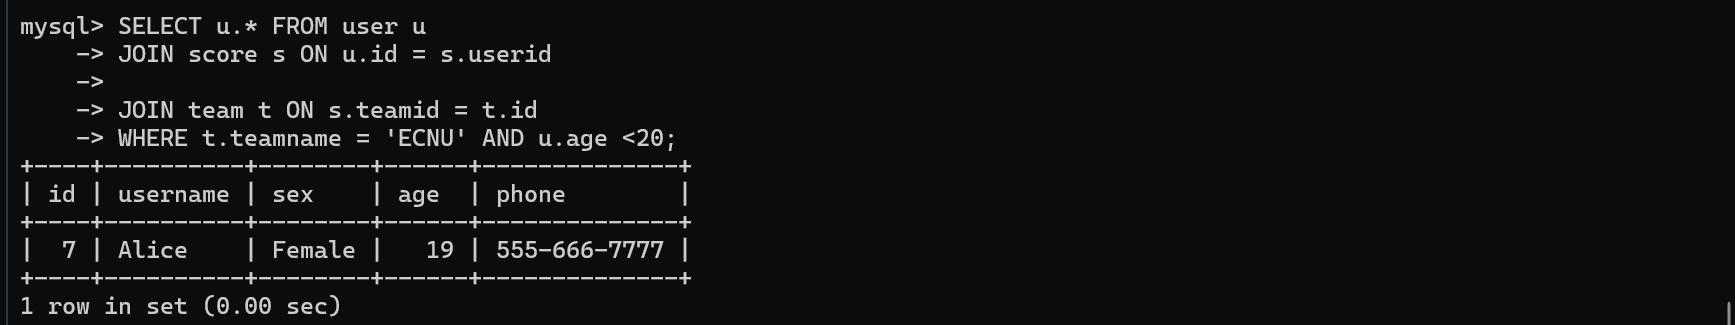 mysql> SELECT u.* FROM user u
    -> JOIN score s ON u.id = s.userid
    ->
    -> JOIN team t ON s.teamid = t.id
    -> WHERE t.teamname = 'ECNU' AND u.age <20;
+----+----------+--------+------+--------------+
| id | username | sex    | age  | phone        |
+----+----------+--------+------+--------------+
|  7 | Alice    | Female |   19 | 555-666-7777 |
+----+----------+--------+------+--------------+
1 row in set (0.00 sec)